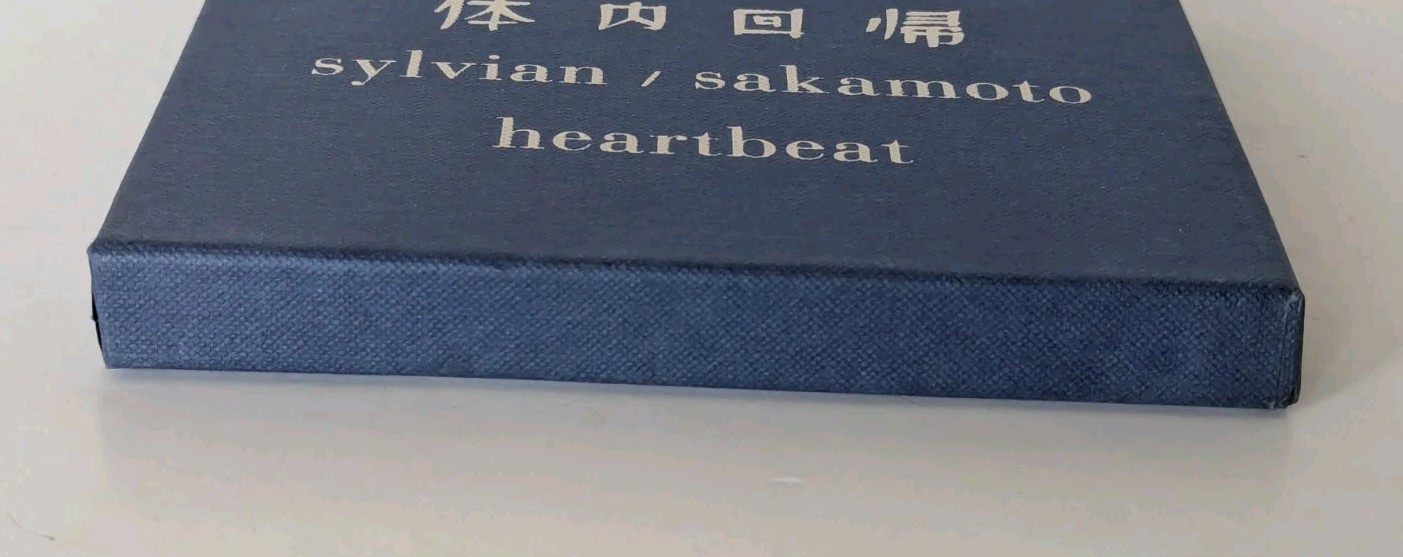 体内回帰
sylvian / sakamoto
heartbeat